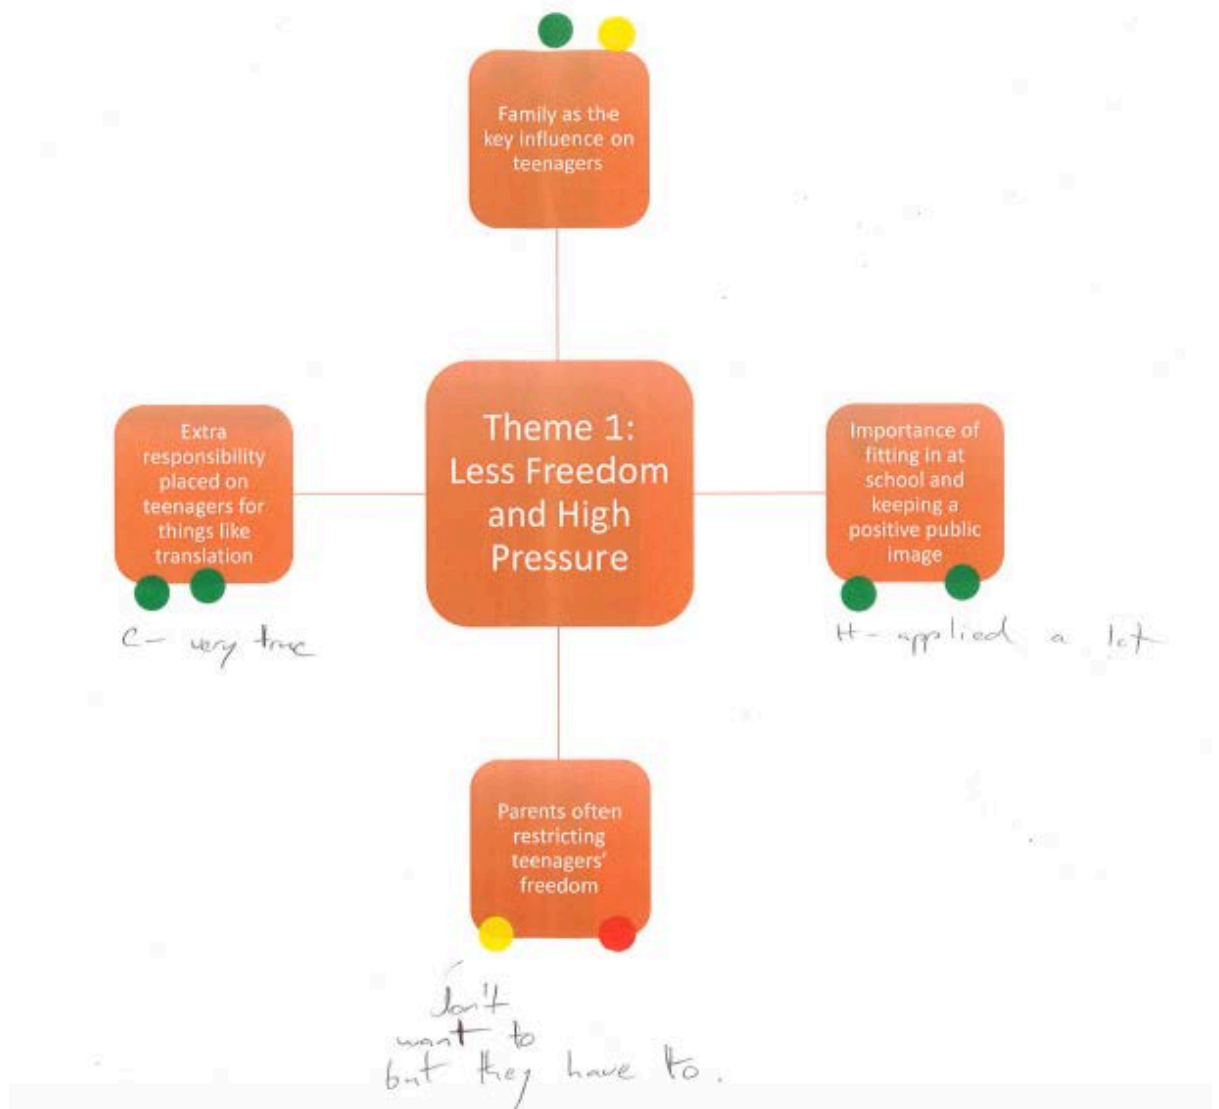 Family as the
key influence on
teenagers
Extra
responsibility
placed on
teenagers for
things like
translation
Theme 1:
Less Freedom
and High
Pressure
Importance of
fitting in at
school and
keeping a
positive public
image
C- very true
H- applied a lot
Parents often
restricting
teenagers'
freedom
don't
want to
but they have to.